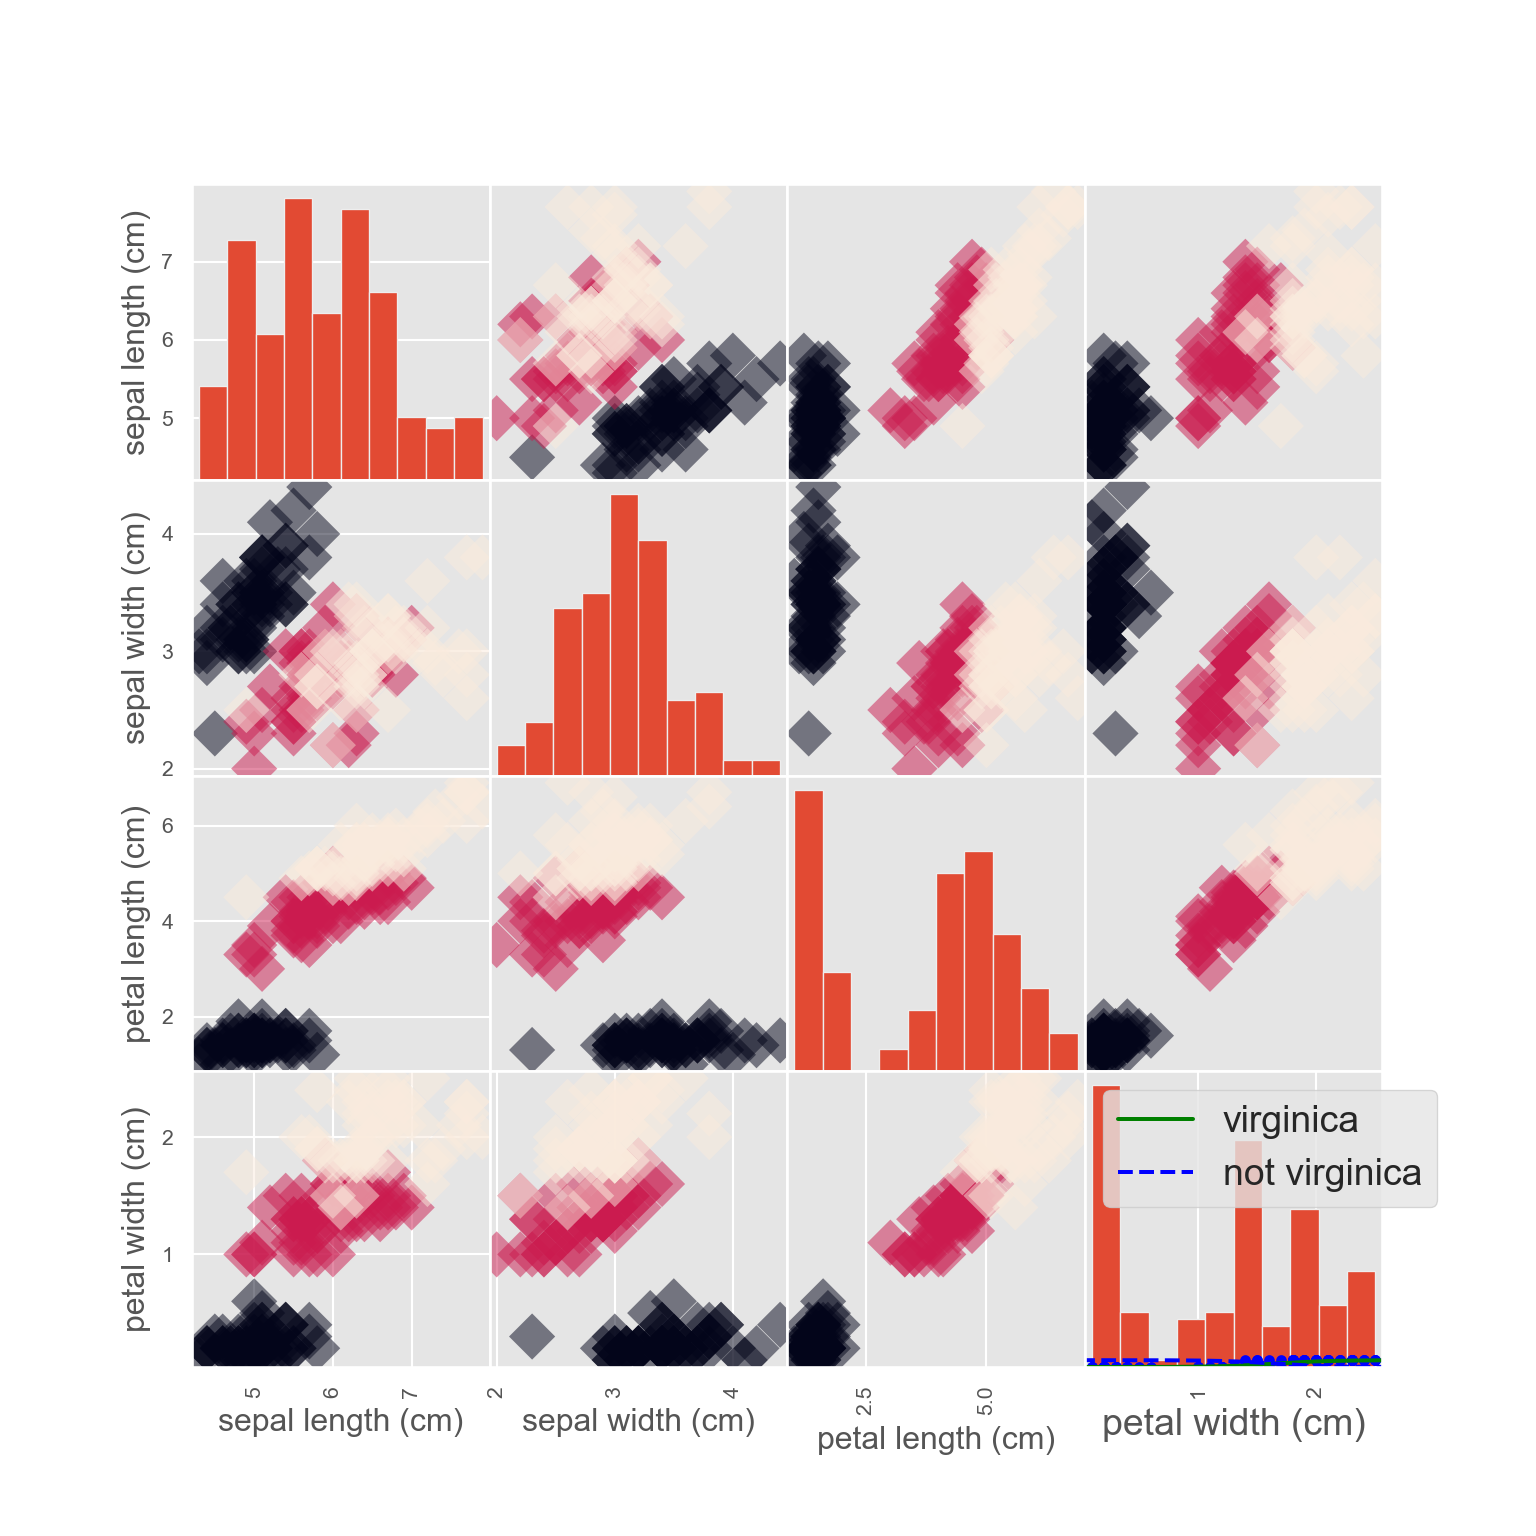 sepal length (cm)
7
6
5
sepal width (cm)
4
3
2
petal length (cm)
6
4
2
petal width (cm)
2
1
virginica
not virginica
5
6
7
2
3
4
2.5
5.0
1
2
sepal length (cm)
sepal width (cm)
petal length (cm)
petal width (cm)